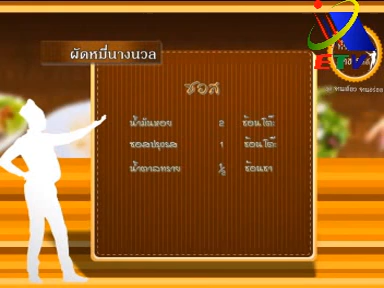 ผัดหมี่นางนวล
ซอส
น้ำมันหอย 2 ช้อนโต๊ะ
ซอสปรุงรส 1 ช้อนโต๊ะ
น้ำตาลทราย ½ ช้อนชา
ETV